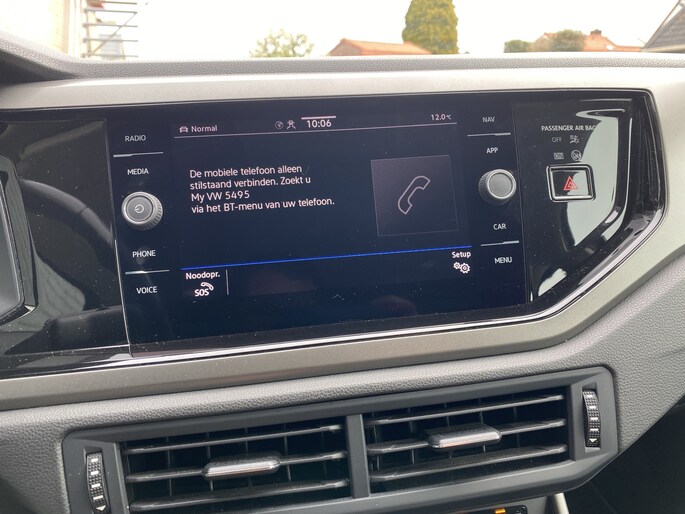 RADIO
MEDIA
PHONE
VOICE
Normal
10:06
12.0°C
De mobiele telefoon alleen
stilstaand verbinden. Zoekt u
My VW 5495
via het BT-menu van uw telefoon.
Noodopr.
SOS
Setup
NAV
APP
CAR
MENU
PASSENGER AIR BAG
OFF